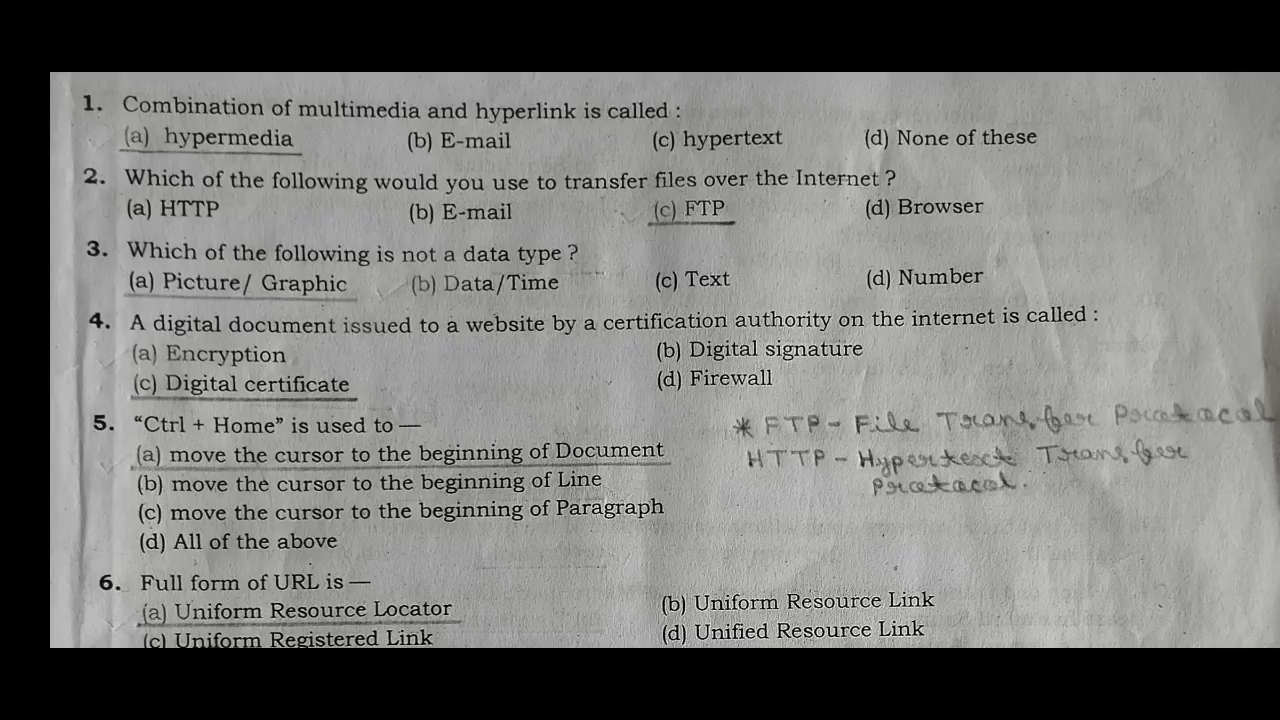 1. Combination of multimedia and hyperlink is called :
(a) hypermedia (b) E-mail (c) hypertext (d) None of these
2. Which of the following would you use to transfer files over the Internet ?
(a) HTTP (b) E-mail (c) FTP (d) Browser
3. Which of the following is not a data type ?
(a) Picture/ Graphic (b) Data/Time (c) Text (d) Number
4. A digital document issued to a website by a certification authority on the internet is called :
(a) Encryption (b) Digital signature
(c) Digital certificate (d) Firewall
5. “Ctrl + Home” is used to —
(a) move the cursor to the beginning of Document
(b) move the cursor to the beginning of Line
(c) move the cursor to the beginning of Paragraph
(d) All of the above
* FTP - File Transfer Protocol
HTTP - Hypertext Transfer
Protocol.
6. Full form of URL is —
(a) Uniform Resource Locator (b) Uniform Resource Link
(c) Uniform Registered Link (d) Unified Resource Link